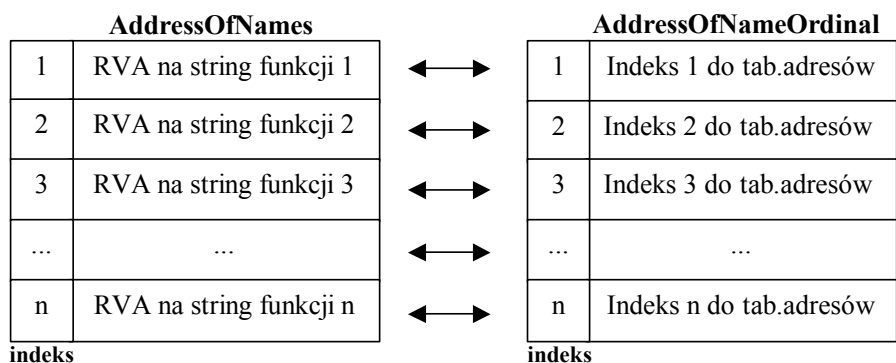 AddressOfNames AddressOfNameOrdinal
1 RVA na string funkcji 1 1 Indeks 1 do tab.adresów
2 RVA na string funkcji 2 2 Indeks 2 do tab.adresów
3 RVA na string funkcji 3 3 Indeks 3 do tab.adresów
... ... ... ...
n RVA na string funkcji n n Indeks n do tab.adresów
indeks indeks